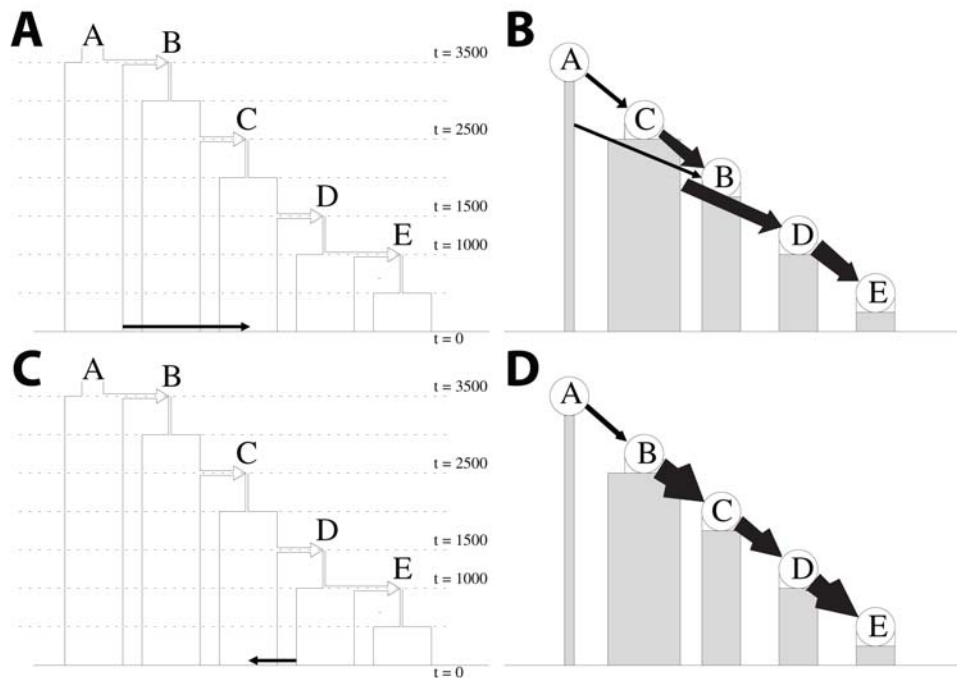 A
A
B
C
D
E
t = 3500
t = 2500
t = 1500
t = 1000
t = 0
B
A
C
B
D
E
C
A
B
C
D
E
t = 3500
t = 2500
t = 1500
t = 1000
t = 0
D
A
B
C
D
E